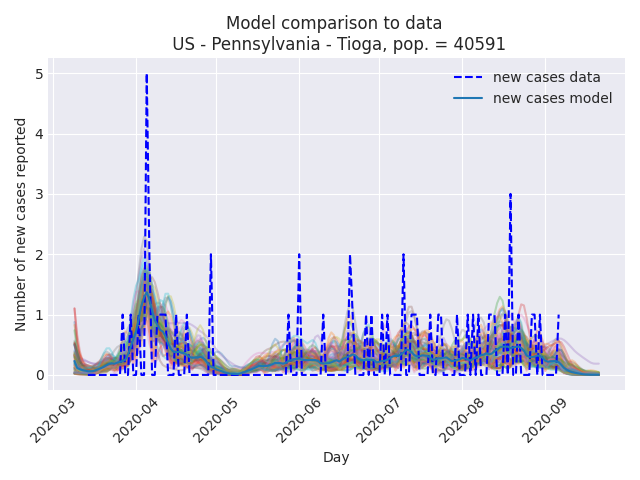 Model comparison to data
US - Pennsylvania - Tioga, pop. = 40591
new cases data
new cases model
Number of new cases reported
5
4
3
2
1
0
2020-03
2020-04
2020-05
2020-06
2020-07
2020-08
2020-09
Day